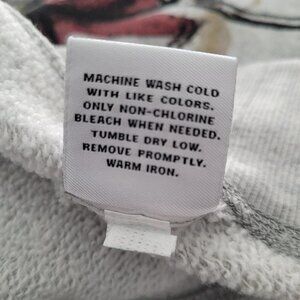 MACHINE WASH COLD
WITH LIKE COLORS.
ONLY NON-CHLORINE
BLEACH WHEN NEEDED.
TUMBLE DRY LOW.
REMOVE PROMPTLY.
WARM IRON.